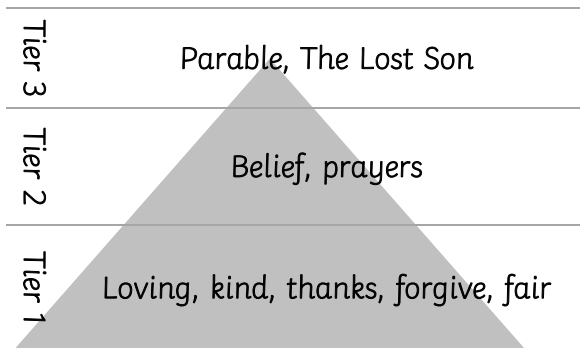 Tier 3
Parable, The Lost Son
Tier 2
Belief, prayers
Tier 1
Loving, kind, thanks, forgive, fair